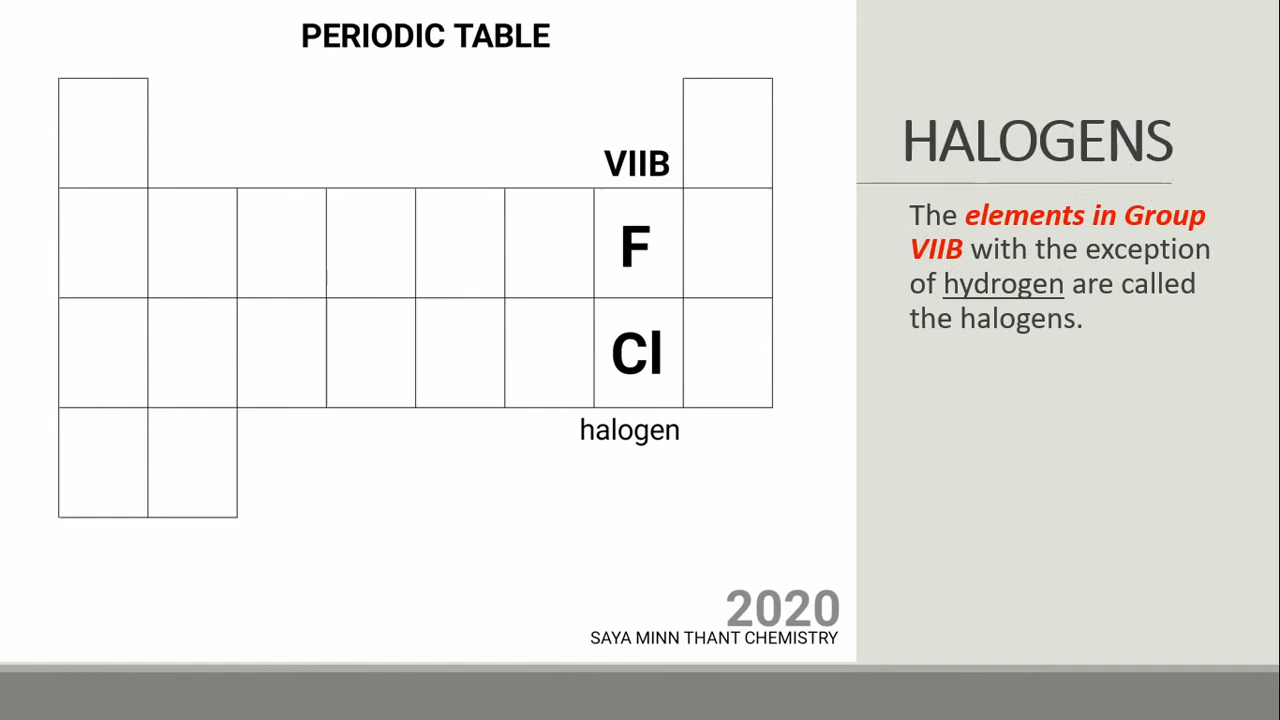 PERIODIC TABLE
VIIB
F
Cl
halogen
2020
SAYA MINN THANT CHEMISTRY
HALOGENS
The elements in Group
VIIB with the exception
of hydrogen are called
the halogens.